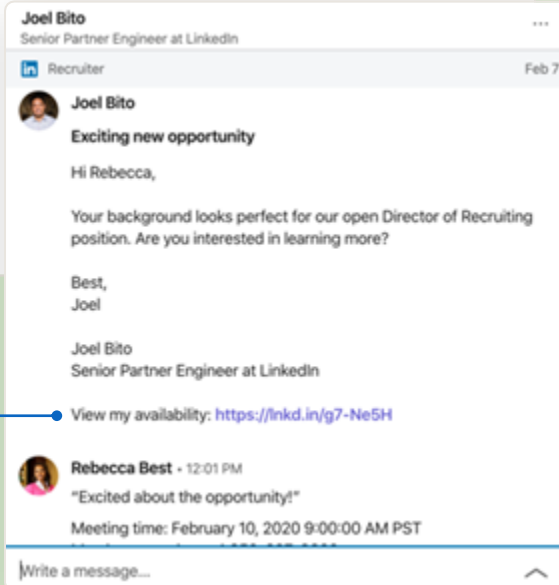 Joel Bito
...
Senior Partner Engineer at LinkedIn
in Recruiter Feb 7
Joel Bito
Exciting new opportunity
Hi Rebecca,
Your background looks perfect for our open Director of Recruiting
position. Are you interested in learning more?
Best,
Joel
Joel Bito
Senior Partner Engineer at LinkedIn
View my availability: https://lnkd.in/g7-Ne5H
Rebecca Best • 12:01 PM
“Excited about the opportunity!”
Meeting time: February 10, 2020 9:00:00 AM PST
Write a message...